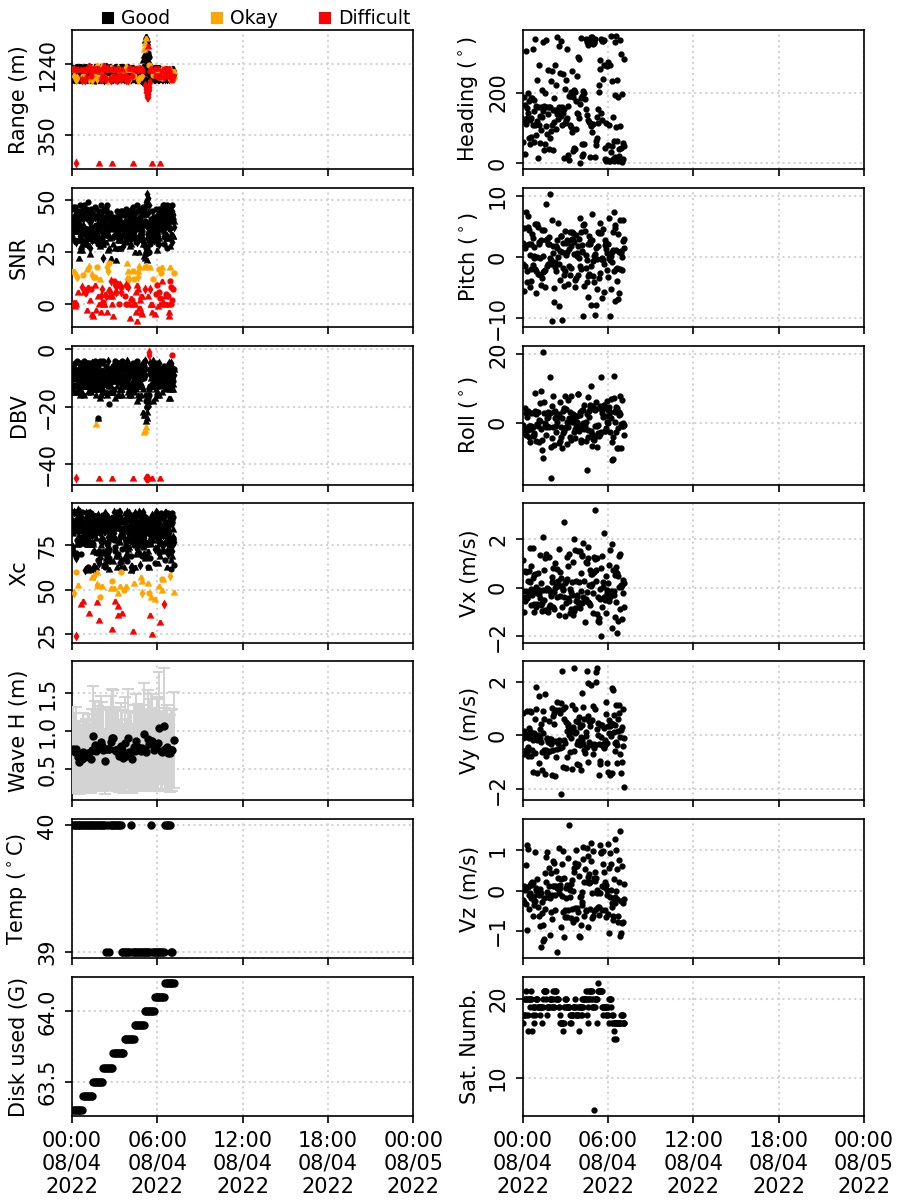 Good Okay Difficult
Range (m)
1240
350
Heading (°)
200
0
SNR
50
25
0
Pitch (°)
10
0
−10
DBV
0
−20
−40
Roll (°)
20
0
Xc
75
50
25
Vx (m/s)
2
0
−2
Wave H (m)
1.5
1.0
0.5
Vy (m/s)
2
0
−2
Temp (°C)
40
39
Vz (m/s)
1
0
−1
Disk used (G)
64.0
63.5
Sat. Numb.
20
10
00:00 06:00 12:00 18:00 00:00
08/04 08/04 08/04 08/04 08/05
2022 2022 2022 2022 2022
00:00 06:00 12:00 18:00 00:00
08/04 08/04 08/04 08/04 08/05
2022 2022 2022 2022 2022